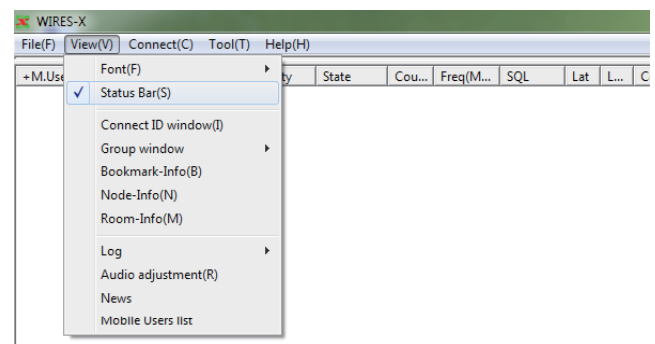 WIRES-X
File(F) View(V) Connect(C) Tool(T) Help(H)
+M.Use ty State Cou... Freq(M... SQL Lat L... C
Font(F)
Status Bar(S)
Connect ID window(I)
Group window
Bookmark-Info(B)
Node-Info(N)
Room-Info(M)
Log
Audio adjustment(R)
News
Mobile Users list